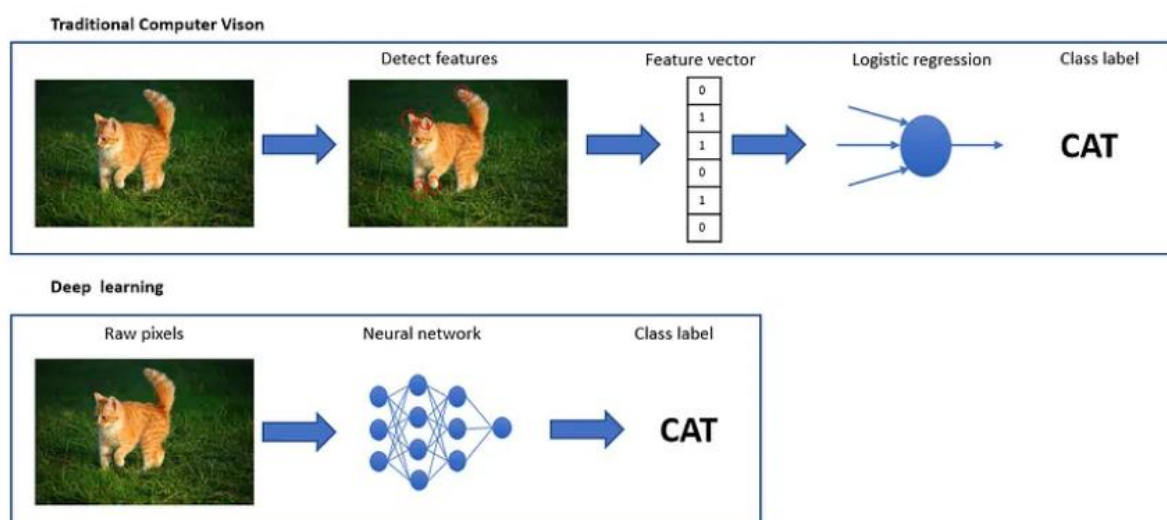 Traditional Computer Vison
Detect features
Feature vector
Logistic regression
Class label
0
1
1
0
1
0
CAT
Deep learning
Raw pixels
Neural network
Class label
CAT